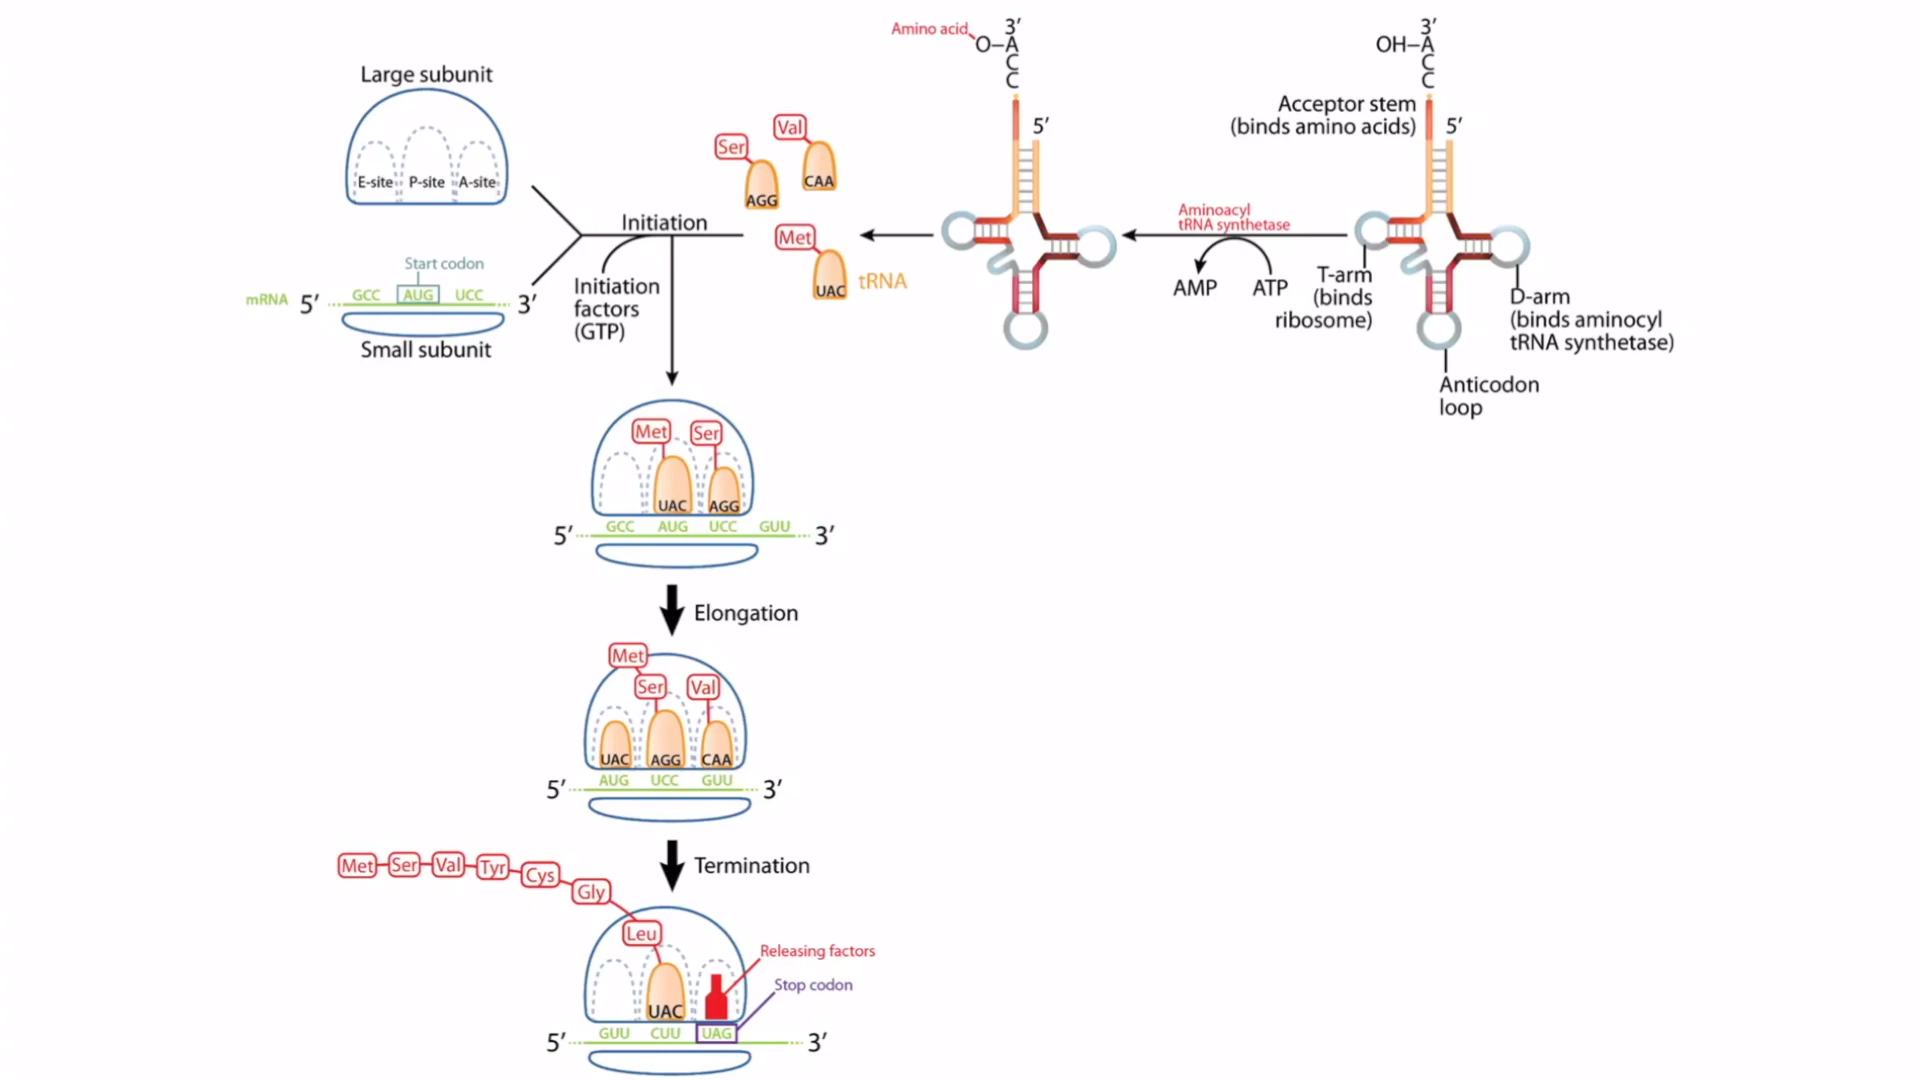 Large subunit
E-site P-site A-site
Start codon
mRNA 5′ GCC AUG UCC 3′
Small subunit
Initiation
Initiation
factors
(GTP)
Ser
AGG
Val
CAA
Met
UAC
tRNA
Amino acid
3′
O–A
C
C
5′
Aminoacyl
tRNA synthetase
AMP ATP
3′
OH–A
C
C
Acceptor stem
(binds amino acids)
5′
T-arm
(binds
ribosome)
D-arm
(binds aminocyl
tRNA synthetase)
Anticodon
loop
Met Ser
UAC AGG
5′ GCC AUG UCC GUU 3′
Elongation
Met
Ser Val
UAC AGG CAA
5′ AUG UCC GUU 3′
Termination
Met Ser Val Tyr Cys Gly
Leu
Releasing factors
Stop codon
UAC
5′ GUU CUU UAG 3′